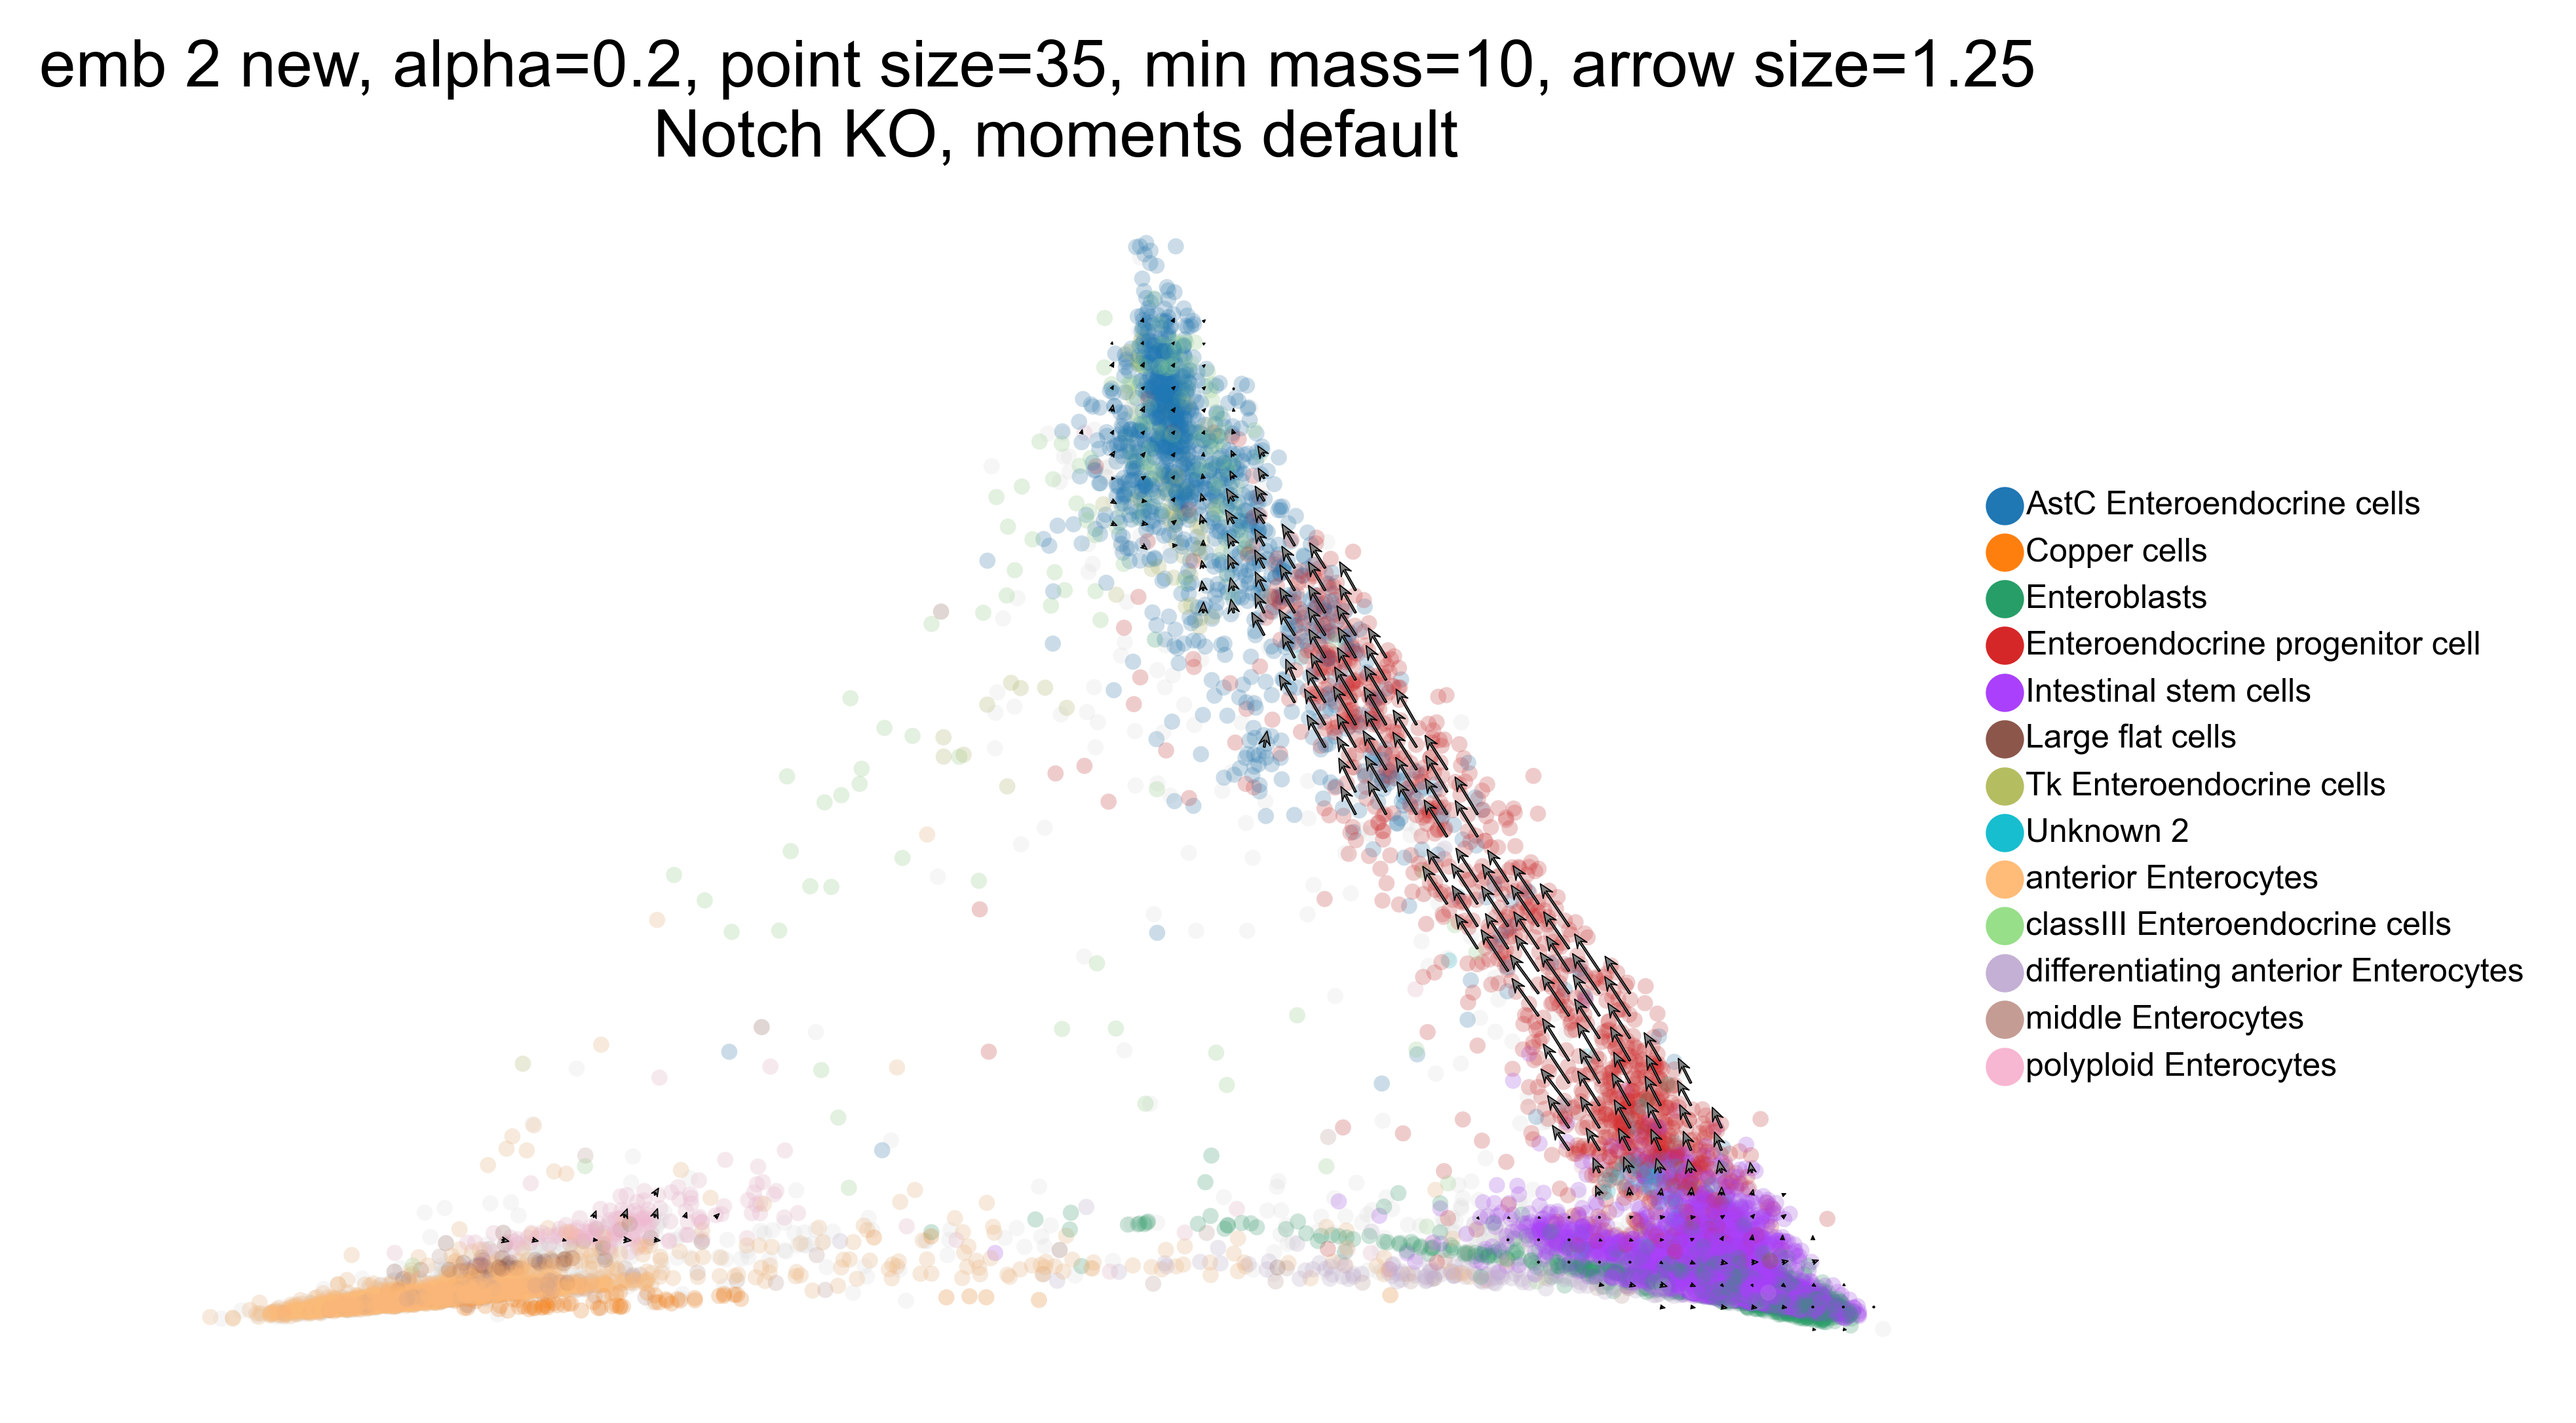 emb 2 new, alpha=0.2, point size=35, min mass=10, arrow size=1.25
Notch KO, moments default
AstC Enteroendocrine cells
Copper cells
Enteroblasts
Enteroendocrine progenitor cell
Intestinal stem cells
Large flat cells
Tk Enteroendocrine cells
Unknown 2
anterior Enterocytes
classIII Enteroendocrine cells
differentiating anterior Enterocytes
middle Enterocytes
polyploid Enterocytes